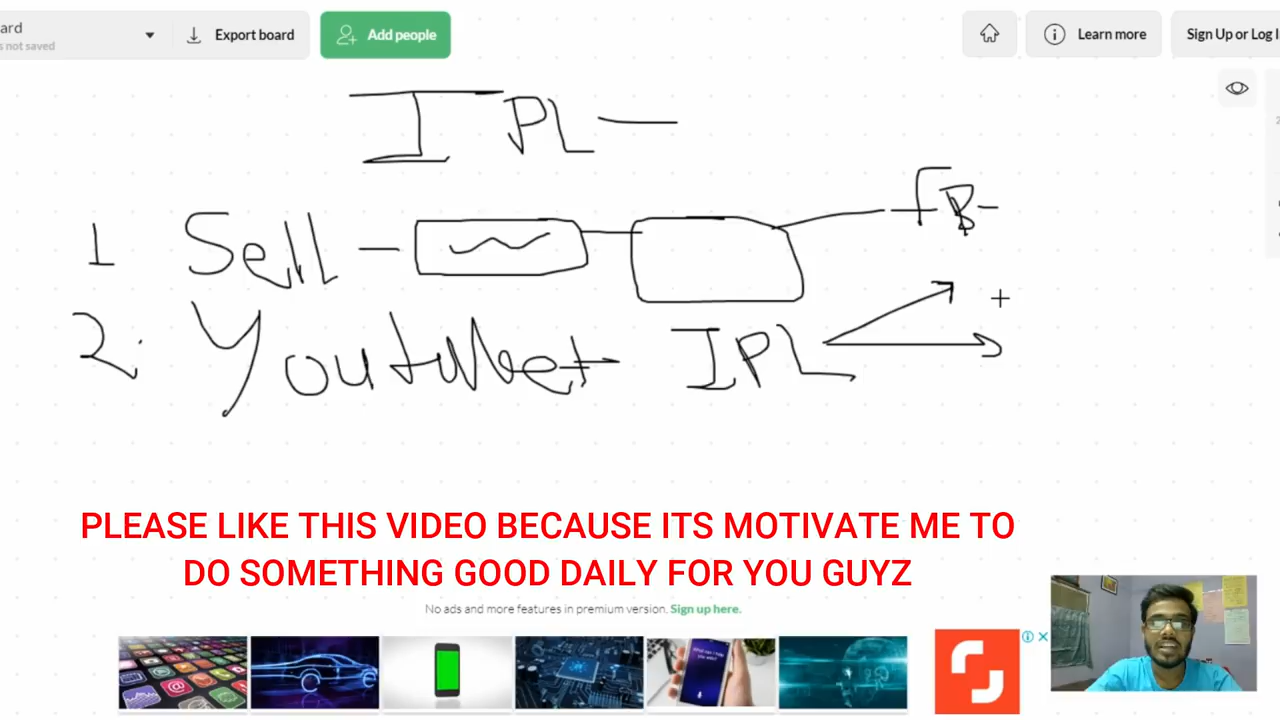 ard
s not saved
Export board
Add people
Learn more
Sign Up or Log I
IPL —
1 Sell —
FB-
2. Youtuber IPL
+
PLEASE LIKE THIS VIDEO BECAUSE ITS MOTIVATE ME TO
DO SOMETHING GOOD DAILY FOR YOU GUYZ
No ads and more features in premium version. Sign up here.